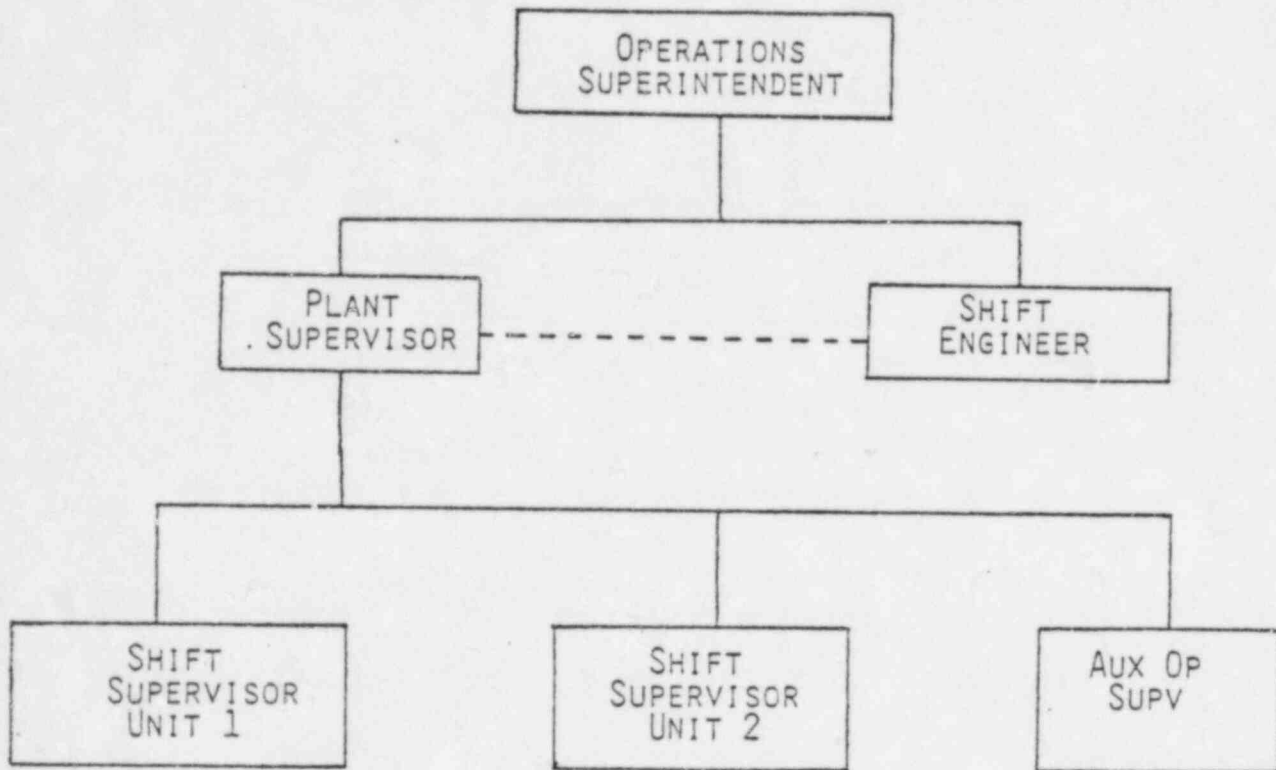 OPERATIONS
SUPERINTENDENT
PLANT
. SUPERVISOR
SHIFT
ENGINEER
SHIFT
SUPERVISOR
UNIT 1
SHIFT
SUPERVISOR
UNIT 2
AUX OP
SUPV